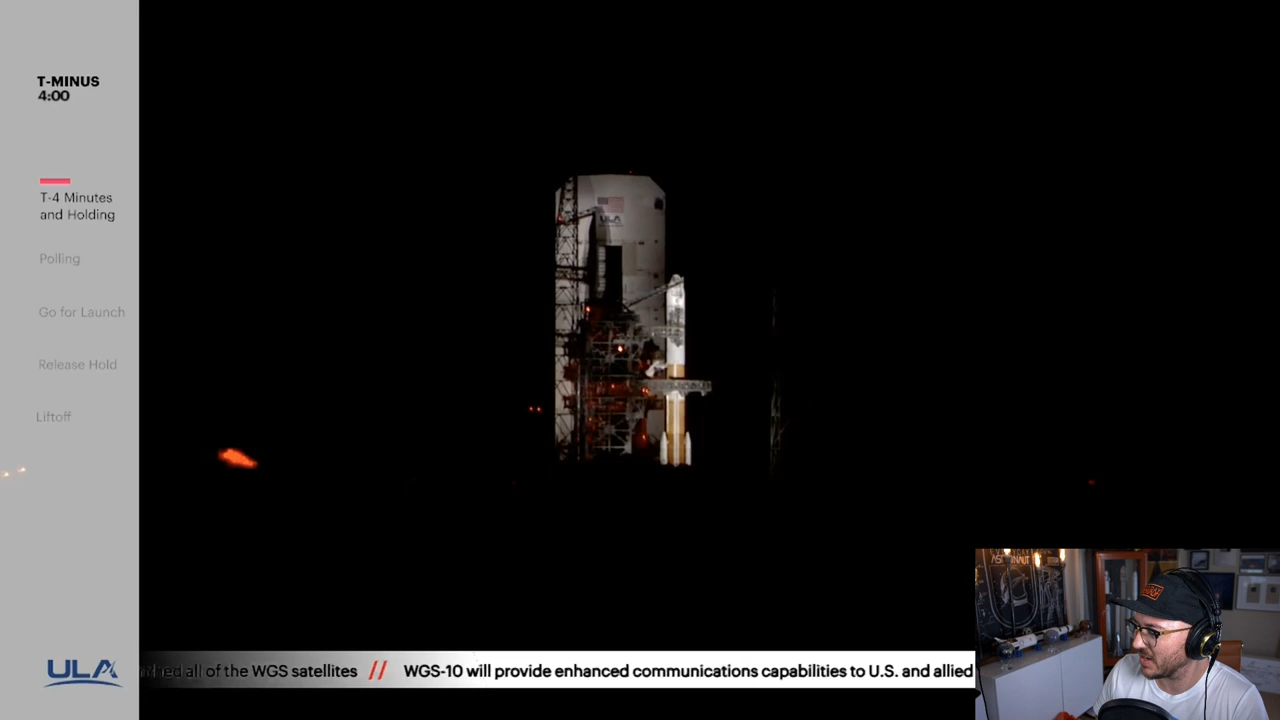 T-MINUS
4:00
T-4 Minutes
and Holding
Polling
Go for Launch
Release Hold
Liftoff
ULA
ULA
all of the WGS satellites // WGS-10 will provide enhanced communications capabilities to U.S. and allied